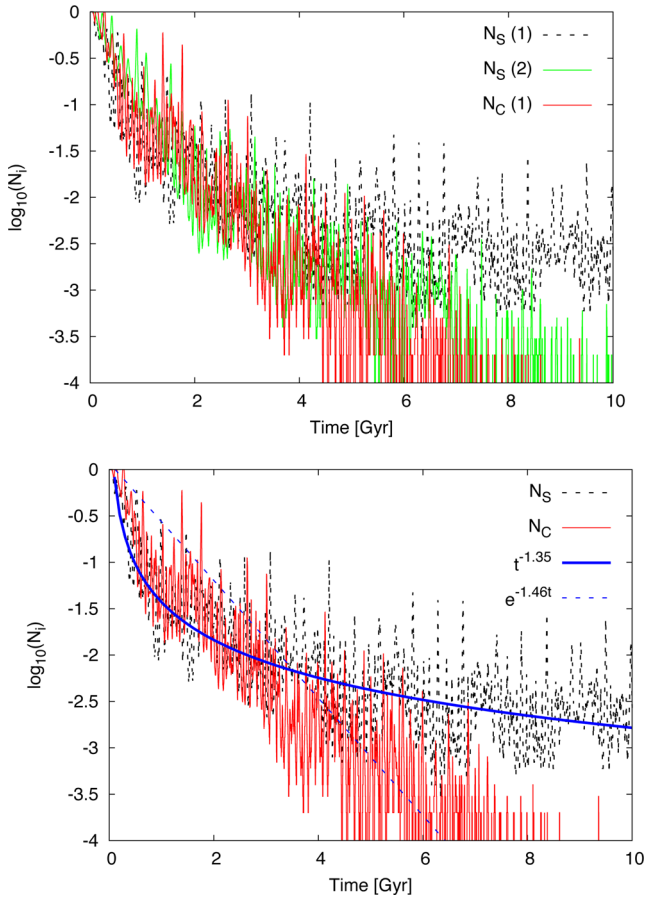 0
-0.5
-1
-1.5
-2
-2.5
-3
-3.5
-4
log10(Ni)
0 2 4 6 8 10
Time [Gyr]
NS (1)
NS (2)
NC (1)
0
-0.5
-1
-1.5
-2
-2.5
-3
-3.5
-4
log10(Ni)
0 2 4 6 8 10
Time [Gyr]
NS
NC
t-1.35
e-1.46t